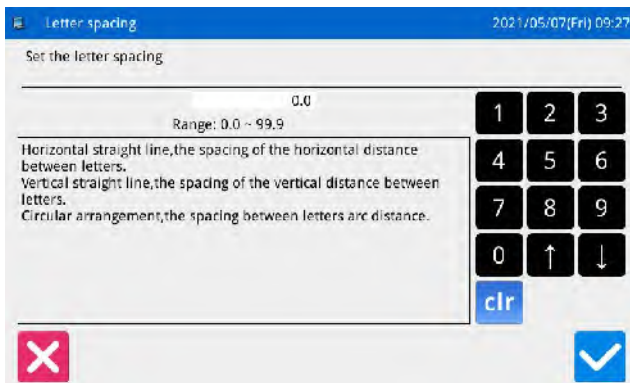 Letter spacing 2021/05/07(Fri) 09:27
Set the letter spacing
0.0
Range: 0.0 ~ 99.9
Horizontal straight line,the spacing of the horizontal distance
between letters.
Vertical straight line,the spacing of the vertical distance between
letters.
Circular arrangement,the spacing between letters arc distance.
1 2 3
4 5 6
7 8 9
0 ↑ ↓
clr